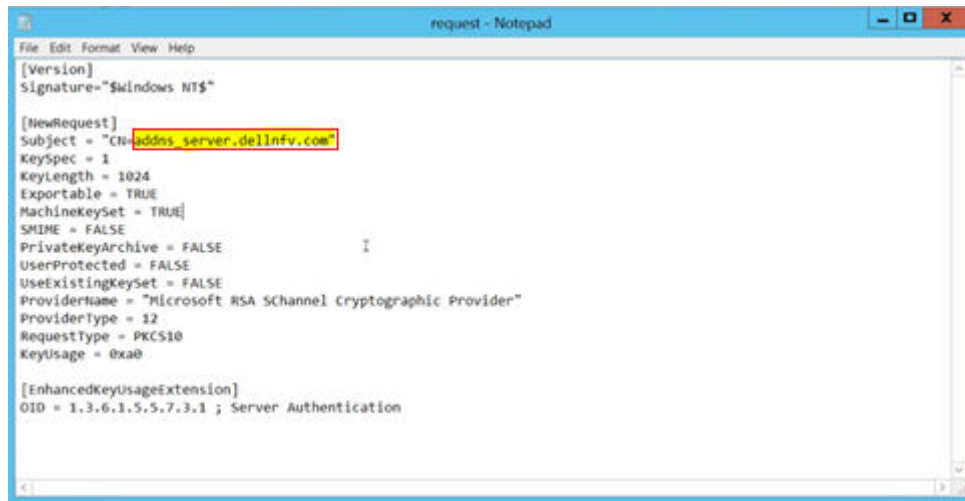 request - Notepad
File Edit Format View Help
[Version]
Signature="$Windows NT$"
[NewRequest]
Subject = "CN=addns_server.dellnfv.com"
KeySpec = 1
KeyLength = 1024
Exportable = TRUE
MachineKeySet = TRUE
SMIME = FALSE
PrivateKeyArchive = FALSE
UserProtected = FALSE
UseExistingKeySet = FALSE
ProviderName = "Microsoft RSA SChannel Cryptographic Provider"
ProviderType = 12
RequestType = PKCS10
KeyUsage = 0xa0
[EnhancedKeyUsageExtension]
OID = 1.3.6.1.5.5.7.3.1 ; Server Authentication